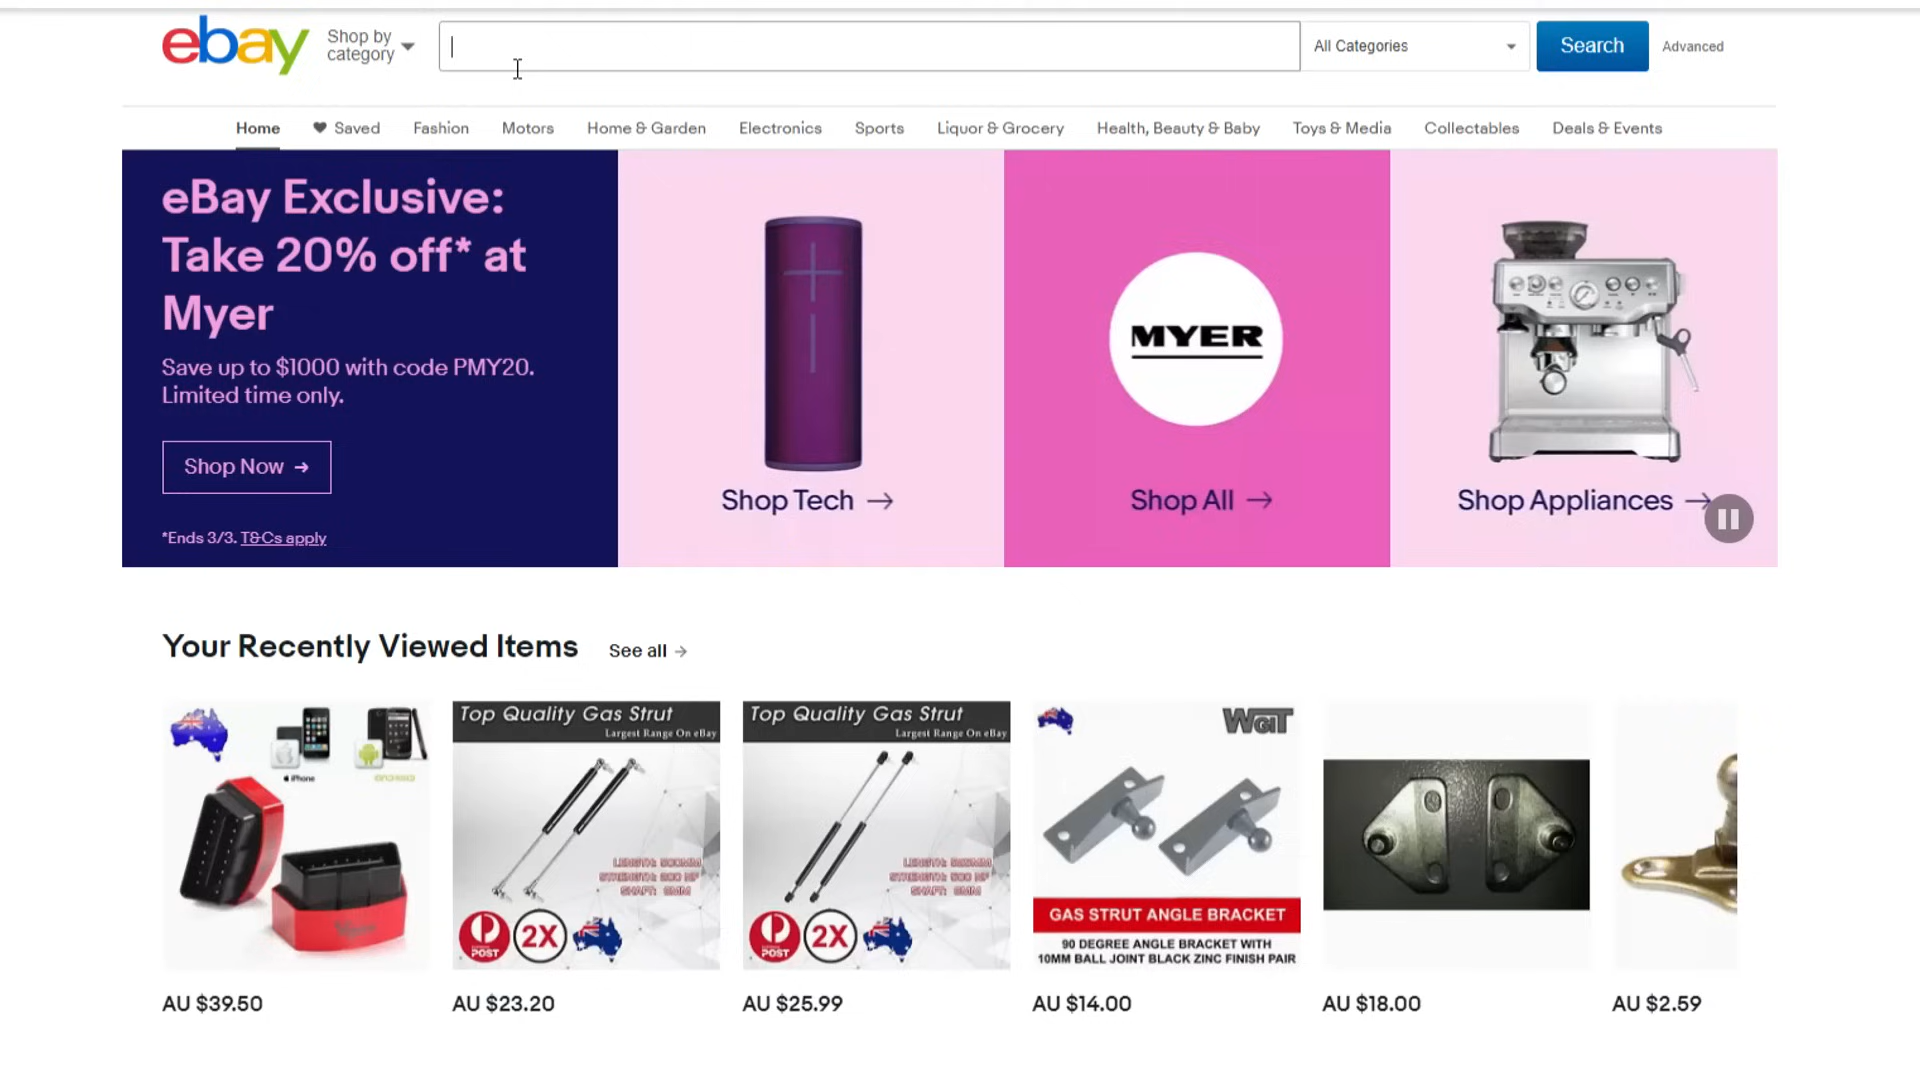 ebay
Shop by
category
All Categories
Search
Advanced
Home
Saved
Fashion
Motors
Home & Garden
Electronics
Sports
Liquor & Grocery
Health, Beauty & Baby
Toys & Media
Collectables
Deals & Events
eBay Exclusive:
Take 20% off* at
Myer
Save up to $1000 with code PMY20.
Limited time only.
Shop Now →
*Ends 3/3. T&Cs apply
Shop Tech →
MYER
Shop All →
Shop Appliances →
Your Recently Viewed Items
See all →
iPhone
ANDROID
Top Quality Gas Strut
Largest Range On eBay
POST
2X
Top Quality Gas Strut
Largest Range On eBay
POST
2X
WGIT
GAS STRUT ANGLE BRACKET
90 DEGREE ANGLE BRACKET WITH
10MM BALL JOINT BLACK ZINC FINISH PAIR
AU $39.50
AU $23.20
AU $25.99
AU $14.00
AU $18.00
AU $2.59